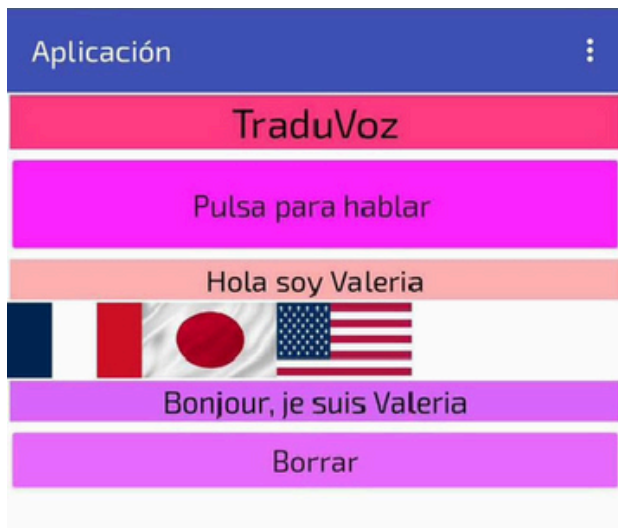 Aplicación
TraduVoz
Pulsa para hablar
Hola soy Valeria
Bonjour, je suis Valeria
Borrar